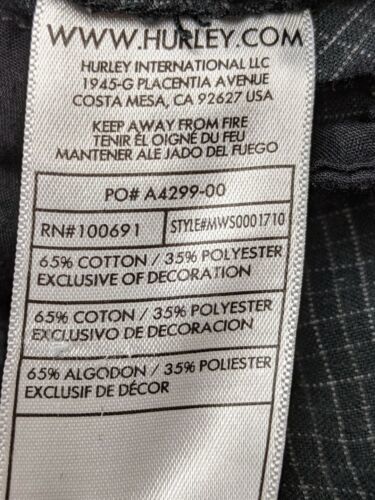 WWW.HURLEY.COM
HURLEY INTERNATIONAL LLC
1945-G PLACENTIA AVENUE
COSTA MESA, CA 92627 USA
KEEP AWAY FROM FIRE
TENIR ÉL OIGNÉ DU FEU
MANTENER ALE JADO DEL FUEGO
PO# A4299-00
RN#100691 STYLE#MWS0001710
65% COTTON / 35% POLYESTER
EXCLUSIVE OF DECORATION
65% COTON / 35% POLYESTER
EXCLUSIVO DE DECORACION
65% ALGODON / 35% POLIESTER
EXCLUSIF DE DÉCOR